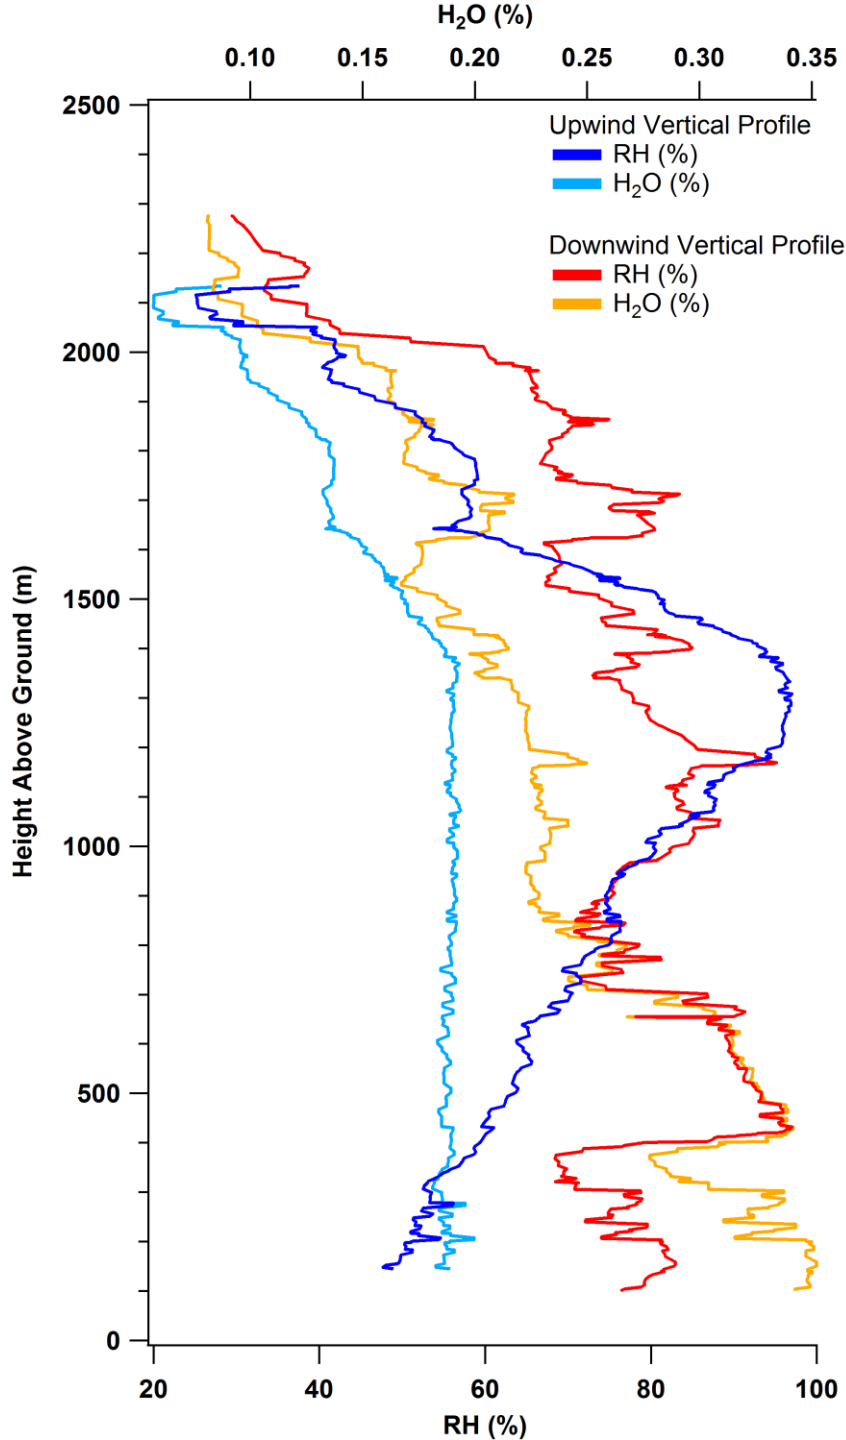 H₂O (%)
0.10 0.15 0.20 0.25 0.30 0.35
2500
2000
1500
1000
500
0
Height Above Ground (m)
Upwind Vertical Profile
RH (%)
H₂O (%)
Downwind Vertical Profile
RH (%)
H₂O (%)
20 40 60 80 100
RH (%)